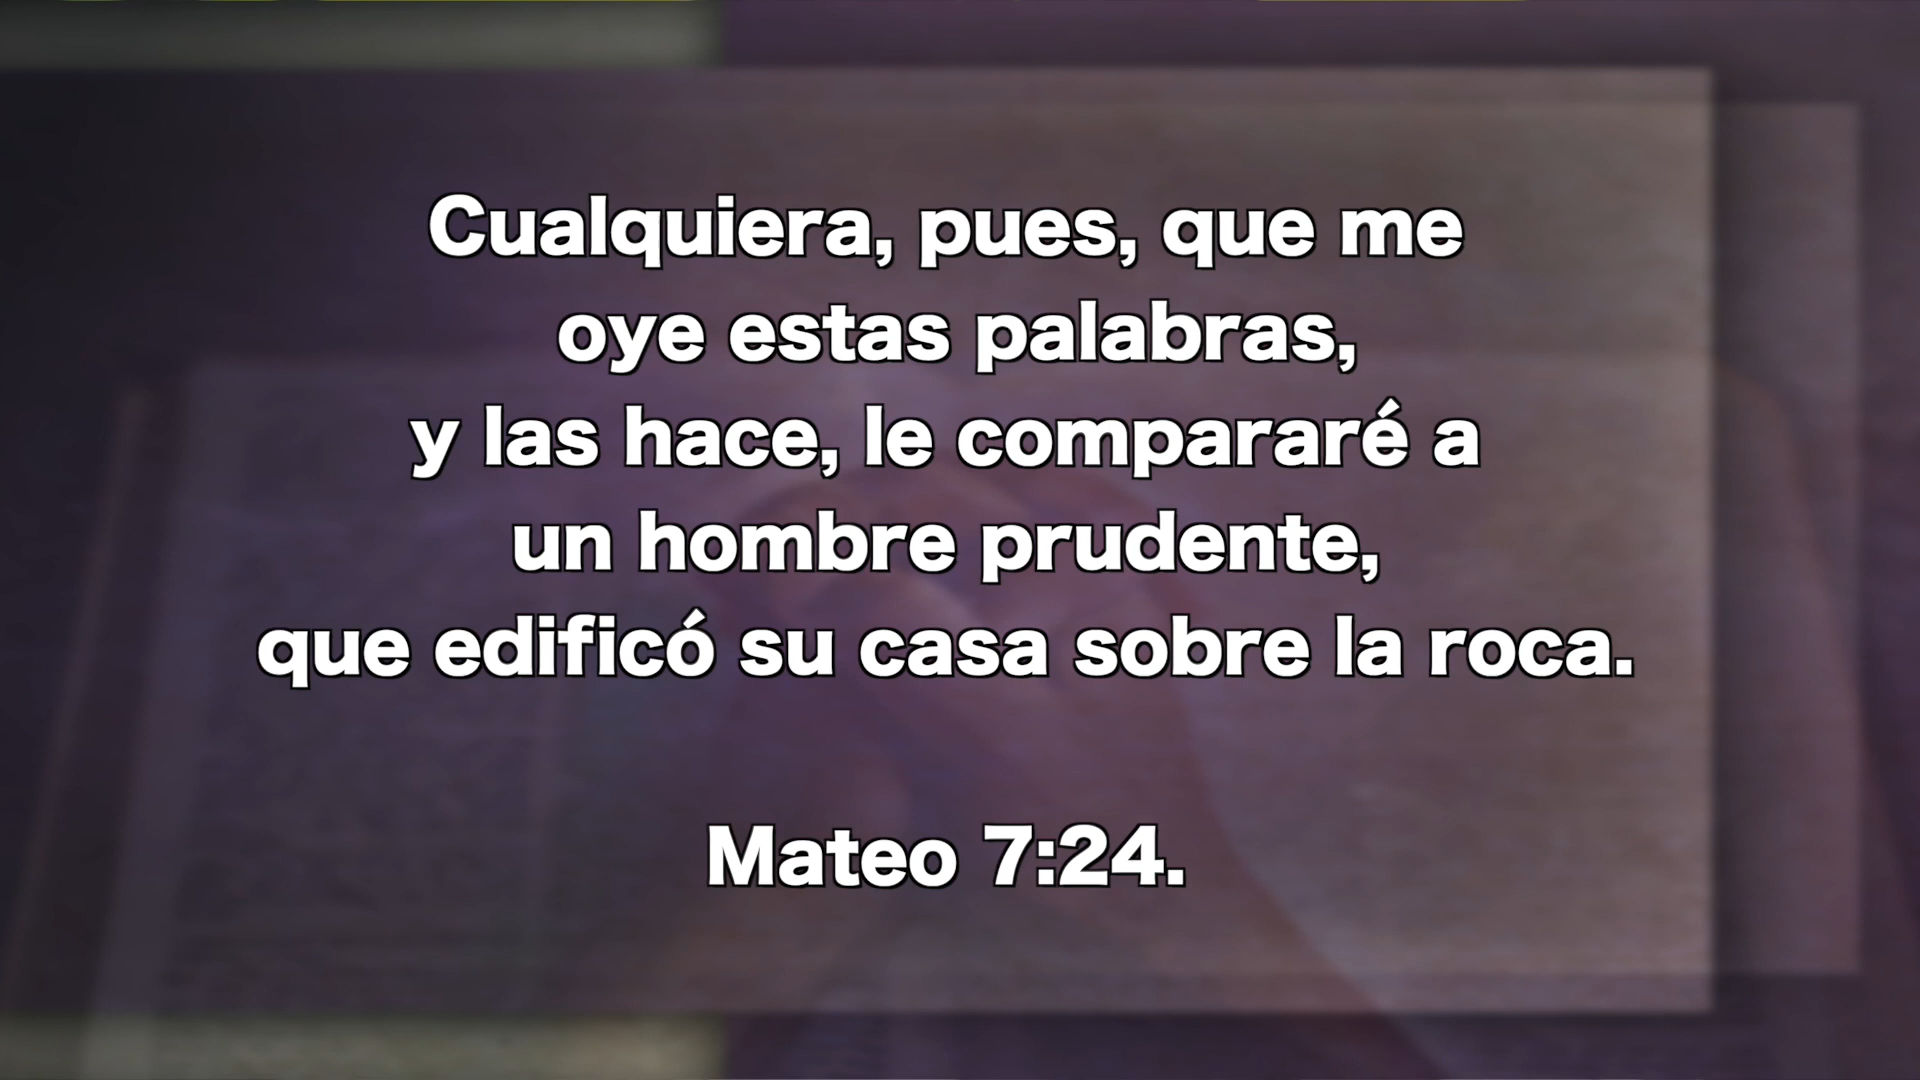 Cualquiera, pues, que me
oye estas palabras,
y las hace, le compararé a
un hombre prudente,
que edificó su casa sobre la roca.
Mateo 7:24.